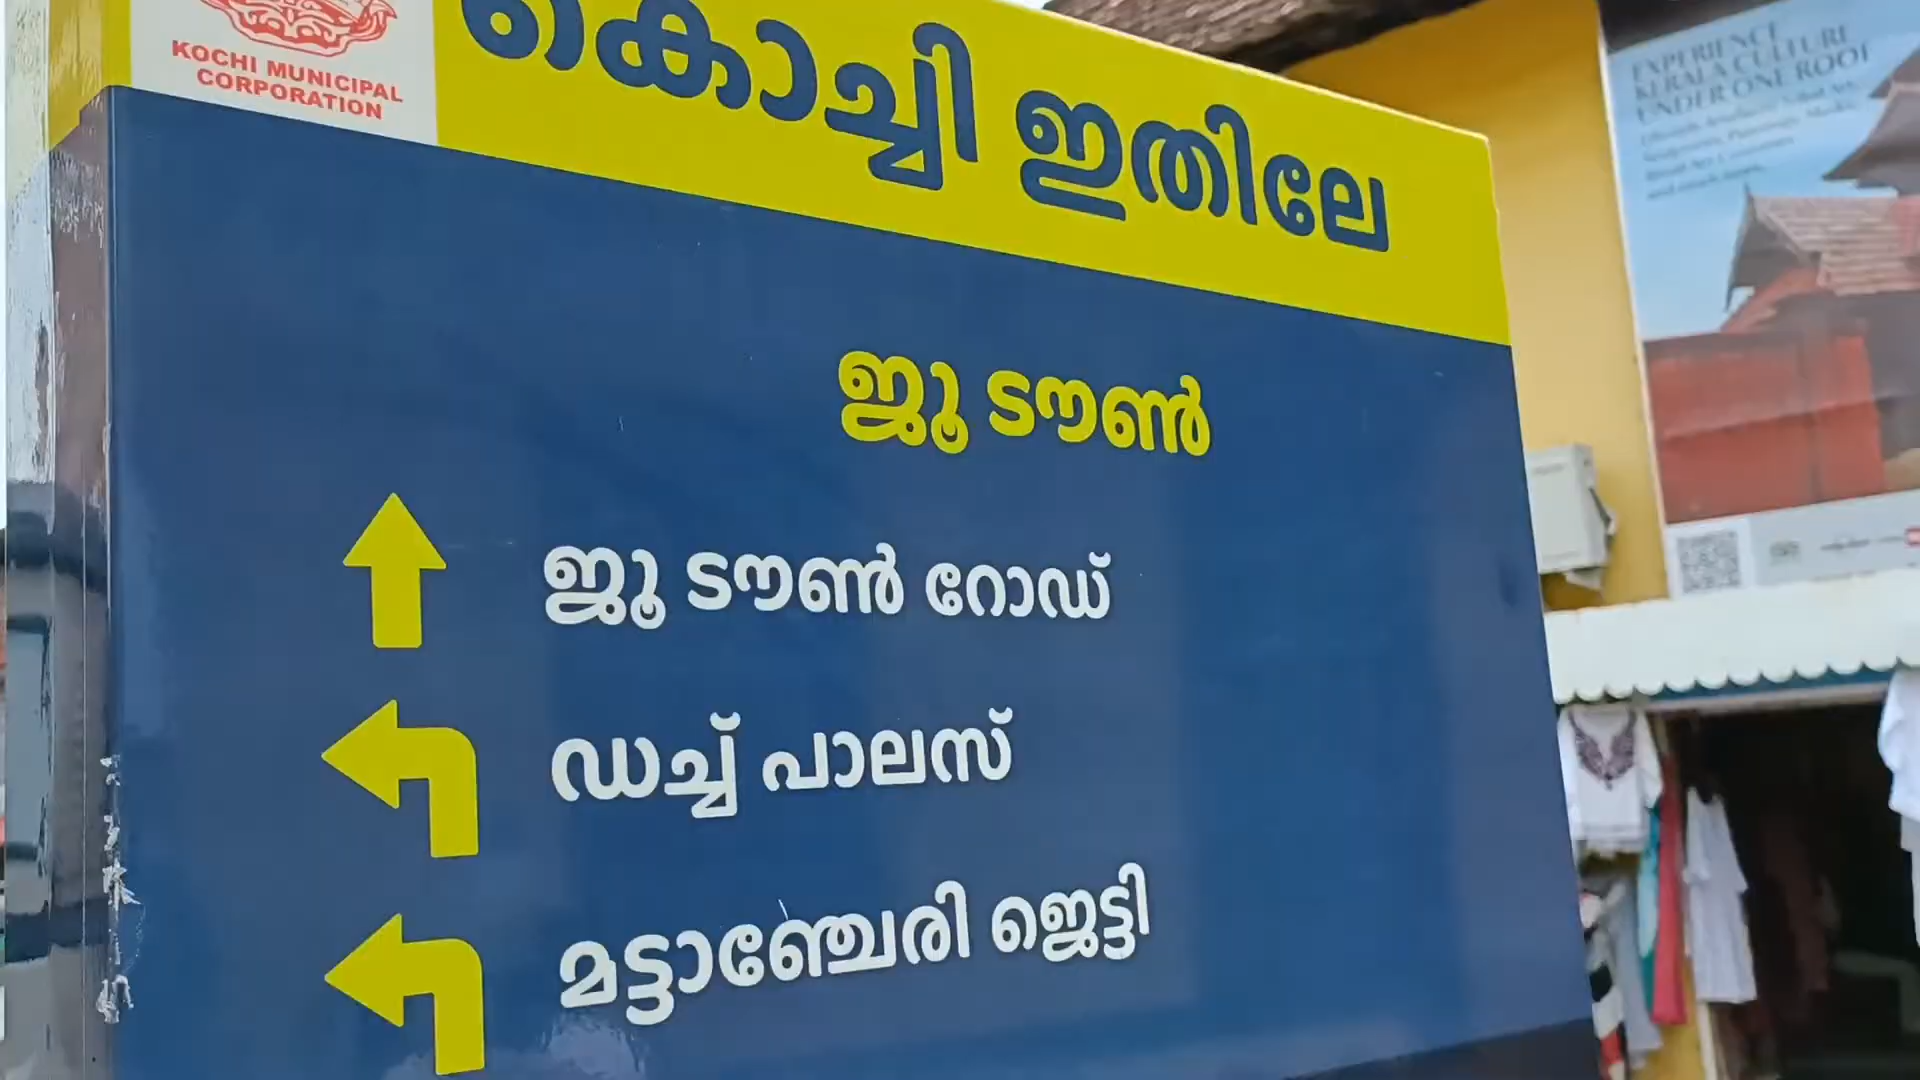 KOCHI MUNICIPAL
CORPORATION
കൊച്ചി ഇതിലേ
ജൂ ടൗൺ
ജൂ ടൗൺ റോഡ്
ഡച്ച് പാലസ്
മട്ടാഞ്ചേരി ജെട്ടി
EXPERIENCE
KERALA CULTURE
UNDER ONE ROOF